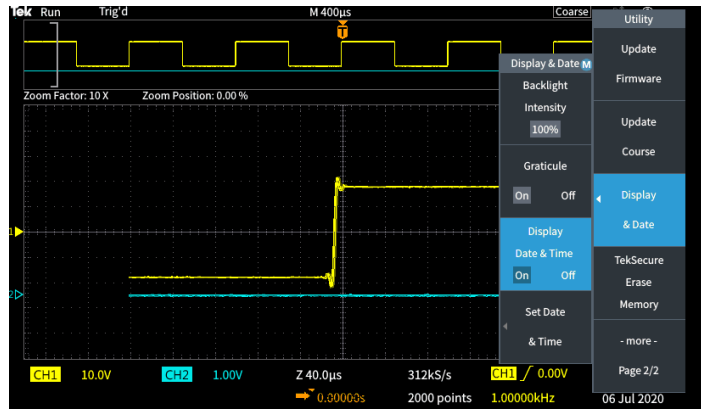 Tek Run Trig'd M 400µs Coarse
Utility
Update
Firmware
Update
Course
Display
& Date
TekSecure
Erase
Memory
- more -
Page 2/2
Display & Date M
Backlight
Intensity
100%
Graticule
On Off
Display
Date & Time
On Off
Set Date
& Time
T
Zoom Factor: 10 X Zoom Position: 0.00 %
1
2
CH1 10.0V CH2 1.00V Z 40.0µs 312kS/s CH1 / 0.00V
0.00000s 2000 points 1.00000kHz 06 Jul 2020